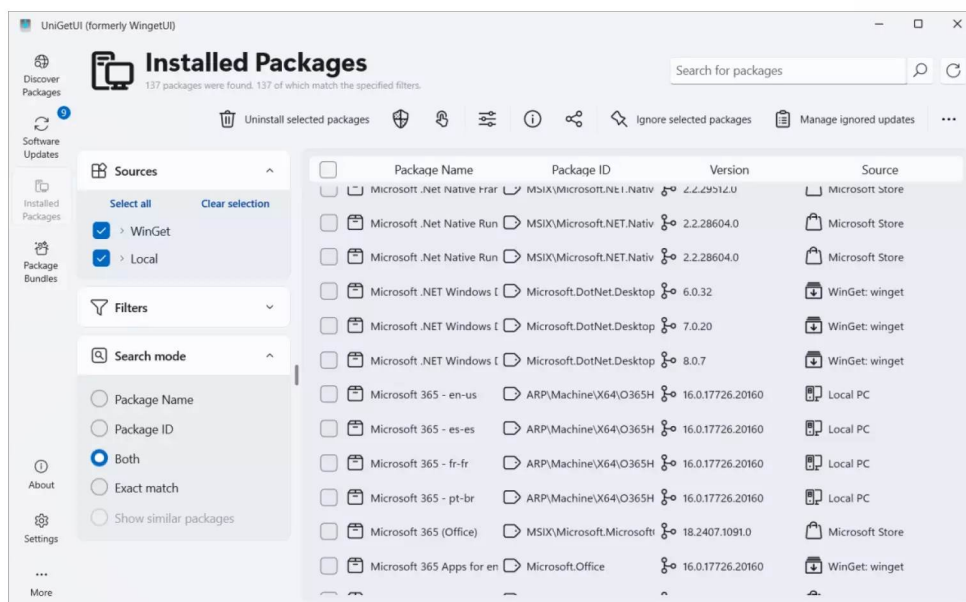 UniGetUI (formerly WingetUI)
Discover Packages
9
Software Updates
Installed Packages
Package Bundles
About
Settings
More
Installed Packages
137 packages were found. 137 of which match the specified filters.
Search for packages
Uninstall selected packages
Ignore selected packages
Manage ignored updates
Sources
Select all Clear selection
WinGet
Local
Filters
Search mode
Package Name
Package ID
Both
Exact match
Show similar packages
Package Name Package ID Version Source
Microsoft .Net Native Fra MSIX\Microsoft.NET.Nativ 2.2.29512.0 Microsoft Store
Microsoft .Net Native Run MSIX\Microsoft.NET.Nativ 2.2.28604.0 Microsoft Store
Microsoft .Net Native Run MSIX\Microsoft.NET.Nativ 2.2.28604.0 Microsoft Store
Microsoft .NET Windows D Microsoft.DotNet.Desktop 6.0.32 WinGet: winget
Microsoft .NET Windows D Microsoft.DotNet.Desktop 7.0.20 WinGet: winget
Microsoft .NET Windows D Microsoft.DotNet.Desktop 8.0.7 WinGet: winget
Microsoft 365 - en-us ARP\Machine\X64\O365H 16.0.17726.20160 Local PC
Microsoft 365 - es-es ARP\Machine\X64\O365H 16.0.17726.20160 Local PC
Microsoft 365 - fr-fr ARP\Machine\X64\O365H 16.0.17726.20160 Local PC
Microsoft 365 - pt-br ARP\Machine\X64\O365H 16.0.17726.20160 Local PC
Microsoft 365 (Office) MSIX\Microsoft.Microsoft 18.2407.1091.0 Microsoft Store
Microsoft 365 Apps for en Microsoft.Office 16.0.17726.20160 WinGet: winget